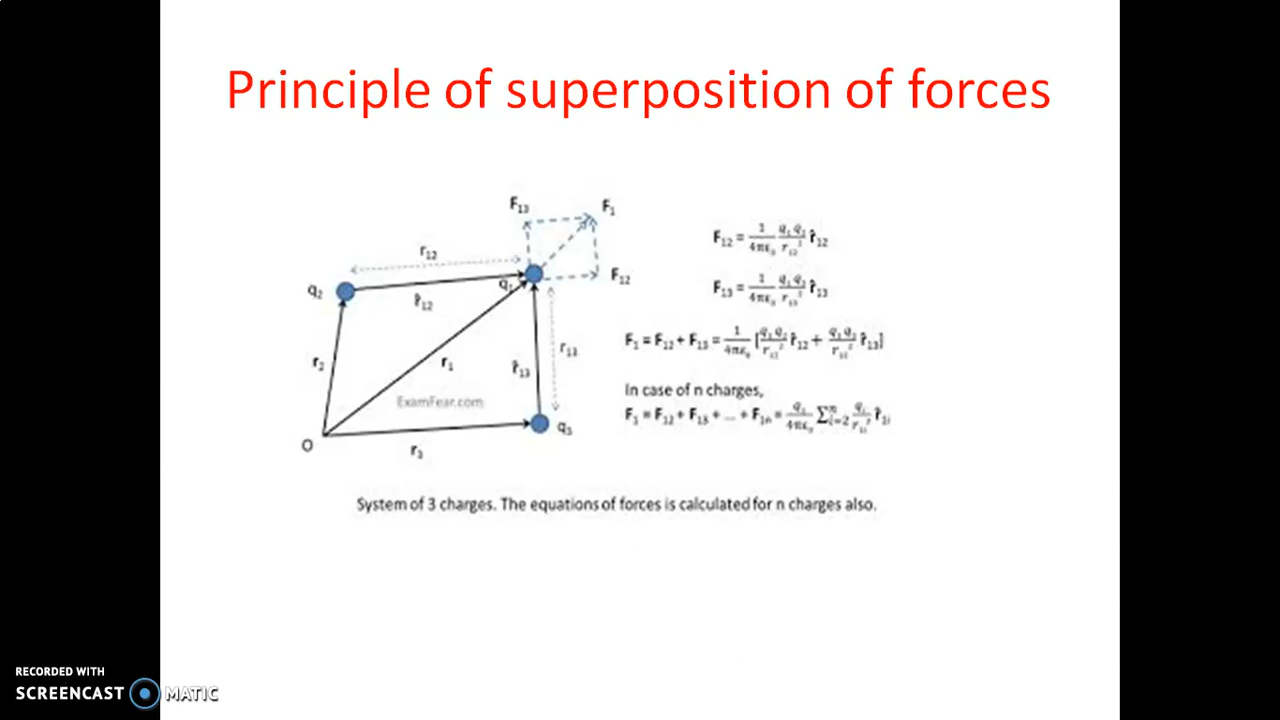 Principle of superposition of forces
F₁₃
F₁
r₁₂
F₁₂
q₂
q₁
r̂₁₂
r₁₃
r₂
r₁
r̂₁₃
ExamFear.com
q₃
O
r₃
F₁₂ = 1/4πε₀ q₁q₂/r₁₂² r̂₁₂
F₁₃ = 1/4πε₀ q₁q₃/r₁₃² r̂₁₃
F₁ = F₁₂ + F₁₃ = 1/4πε₀ [q₁q₂/r₁₂² r̂₁₂ + q₁q₃/r₁₃² r̂₁₃]
In case of n charges,
F₁ = F₁₂ + F₁₃ + ... + F₁ₙ = q₁/4πε₀ ∑ⁿᵢ₌₂ qᵢ/r₁ᵢ² r̂₁ᵢ
System of 3 charges. The equations of forces is calculated for n charges also.
RECORDED WITH
SCREENCAST MATIC